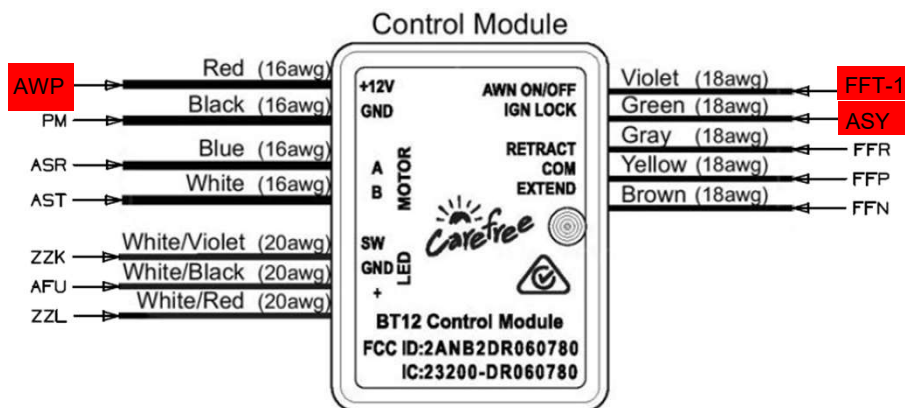 Control Module
AWP Red (16awg)
PM Black (16awg)
ASR Blue (16awg)
AST White (16awg)
ZZK White/Violet (20awg)
AFU White/Black (20awg)
ZZL White/Red (20awg)
+12V
GND
A
B
MOTOR
SW
GND
+
LED
AWN ON/OFF
IGN LOCK
RETRACT
COM
EXTEND
Carefree
BT12 Control Module
FCC ID:2ANB2DR060780
IC:23200-DR060780
Violet (18awg) FFT-1
Green (18awg) ASY
Gray (18awg) FFR
Yellow (18awg) FFP
Brown (18awg) FFN